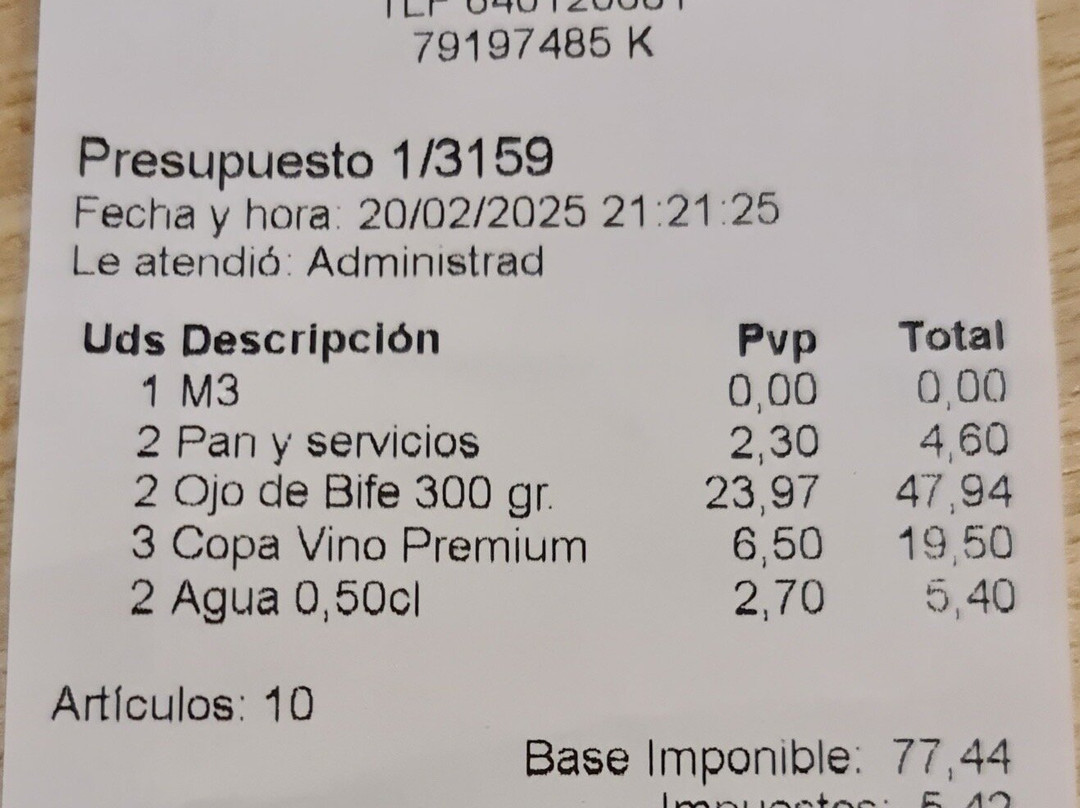 79197485 K
Presupuesto 1/3159
Fecha y hora: 20/02/2025 21:21:25
Le atendió: Administrad
Uds Descripción Pvp Total
1 M3 0,00 0,00
2 Pan y servicios 2,30 4,60
2 Ojo de Bife 300 gr. 23,97 47,94
3 Copa Vino Premium 6,50 19,50
2 Agua 0,50cl 2,70 5,40
Artículos: 10
Base Imponible: 77,44
Impuestos: 5,42